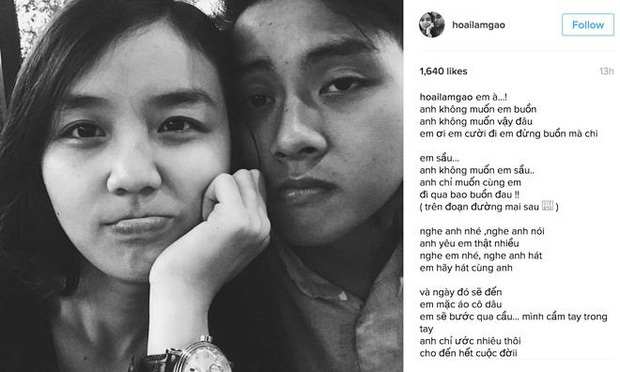 hoailamgao
Follow
1,640 likes
13h
hoailamgao em à...!
anh không muốn em buồn
anh không muốn vậy đâu
em ơi em cười đi em đừng buồn mà chi
em sầu...
anh không muốn em sầu..
anh chỉ muốn cùng em
đi qua bao buồn đau !!
( trên đoạn đường mai sau )
nghe anh nhé ,nghe anh nói
anh yêu em thật nhiều
nghe em nhé, nghe anh hát
em hãy hát cùng anh
và ngày đó sẽ đến
em mặc áo cô dâu
em sẽ bước qua cầu... mình cầm tay trong
tay
anh chỉ ước nhiêu thôi
cho đến hết cuộc đờii